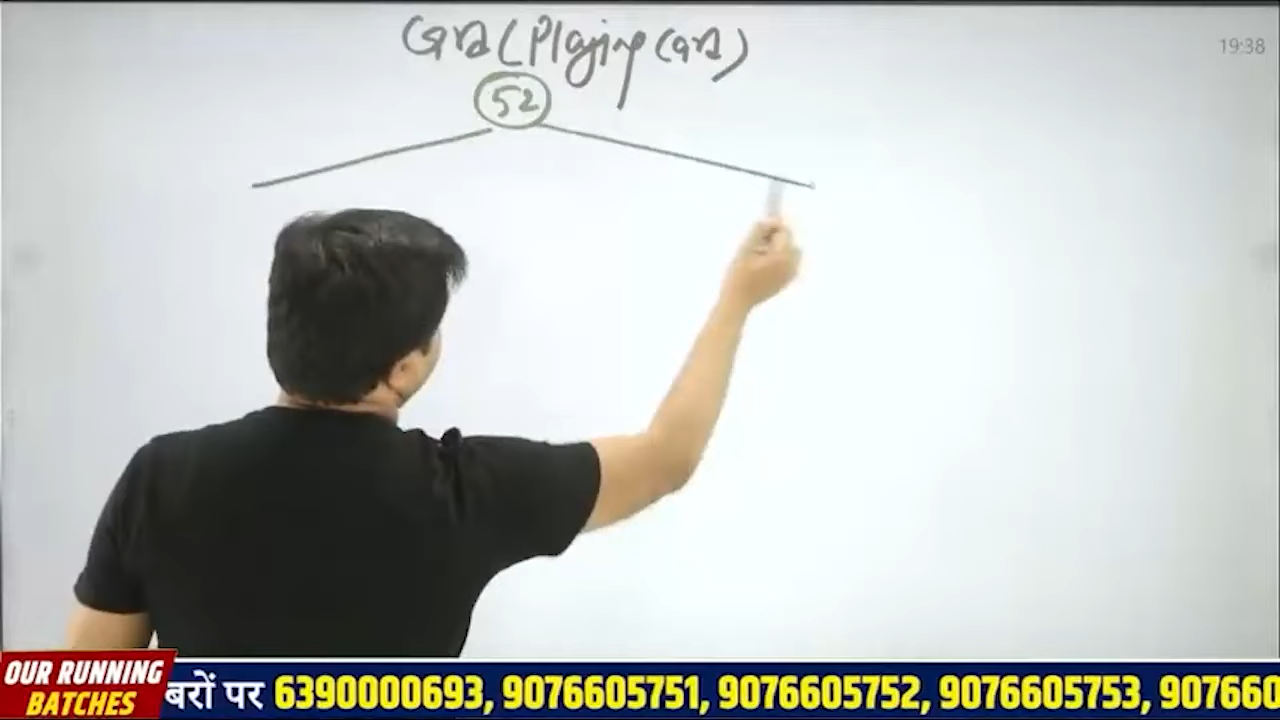 Card (Playing Card)
19:38
52
OUR RUNNING
BATCHES
बरों पर 6390000693, 9076605751, 9076605752, 9076605753, 907660